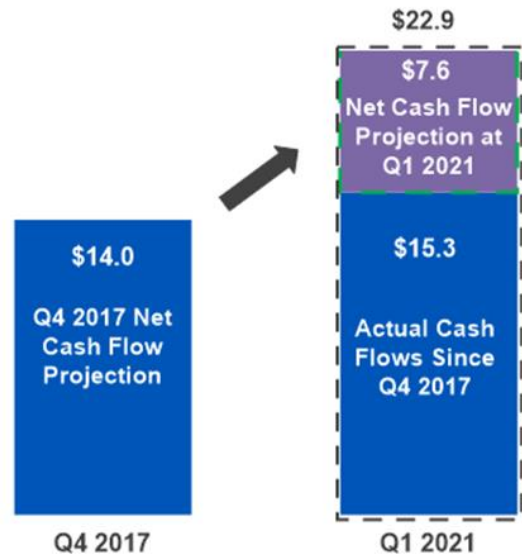 $22.9
$7.6
Net Cash Flow
Projection at
Q1 2021
$14.0
Q4 2017 Net
Cash Flow
Projection
$15.3
Actual Cash
Flows Since
Q4 2017
Q4 2017
Q1 2021